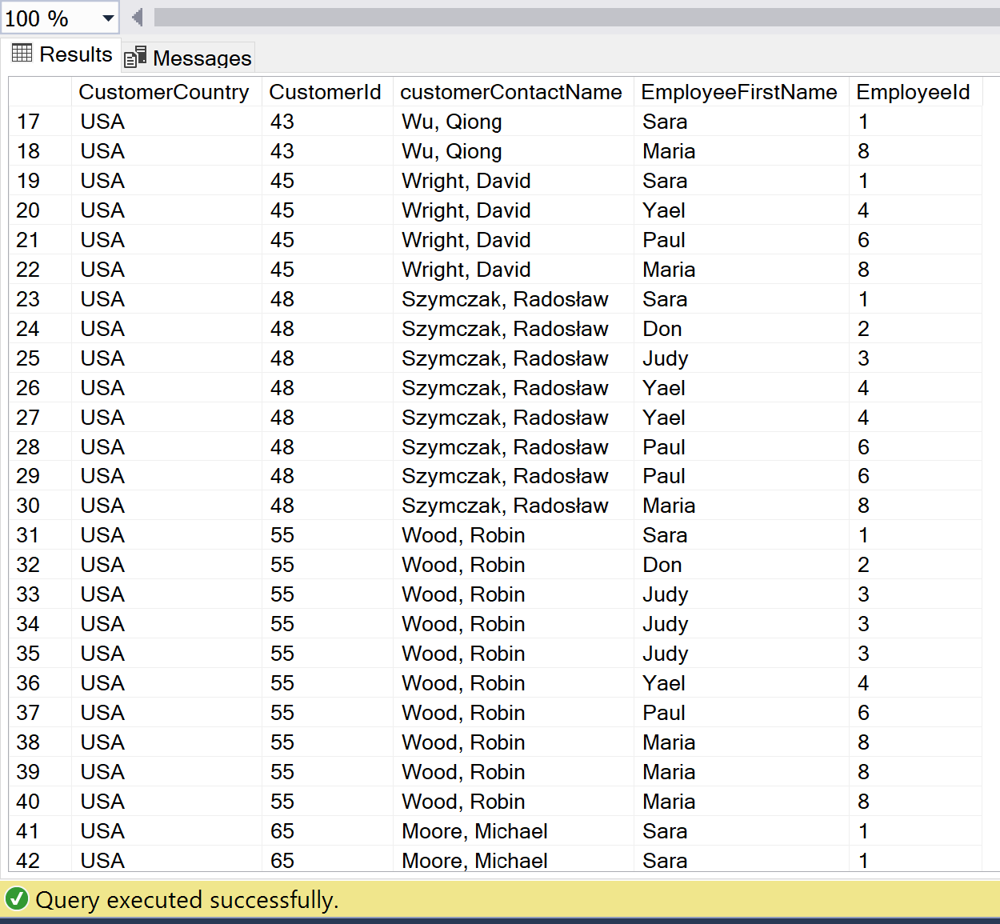 100 %
Results Messages
CustomerCountry CustomerId customerContactName EmployeeFirstName EmployeeId
17 USA 43 Wu, Qiong Sara 1
18 USA 43 Wu, Qiong Maria 8
19 USA 45 Wright, David Sara 1
20 USA 45 Wright, David Yael 4
21 USA 45 Wright, David Paul 6
22 USA 45 Wright, David Maria 8
23 USA 48 Szymczak, Radosław Sara 1
24 USA 48 Szymczak, Radosław Don 2
25 USA 48 Szymczak, Radosław Judy 3
26 USA 48 Szymczak, Radosław Yael 4
27 USA 48 Szymczak, Radosław Yael 4
28 USA 48 Szymczak, Radosław Paul 6
29 USA 48 Szymczak, Radosław Paul 6
30 USA 48 Szymczak, Radosław Maria 8
31 USA 55 Wood, Robin Sara 1
32 USA 55 Wood, Robin Don 2
33 USA 55 Wood, Robin Judy 3
34 USA 55 Wood, Robin Judy 3
35 USA 55 Wood, Robin Judy 3
36 USA 55 Wood, Robin Yael 4
37 USA 55 Wood, Robin Paul 6
38 USA 55 Wood, Robin Maria 8
39 USA 55 Wood, Robin Maria 8
40 USA 55 Wood, Robin Maria 8
41 USA 65 Moore, Michael Sara 1
42 USA 65 Moore, Michael Sara 1
Query executed successfully.